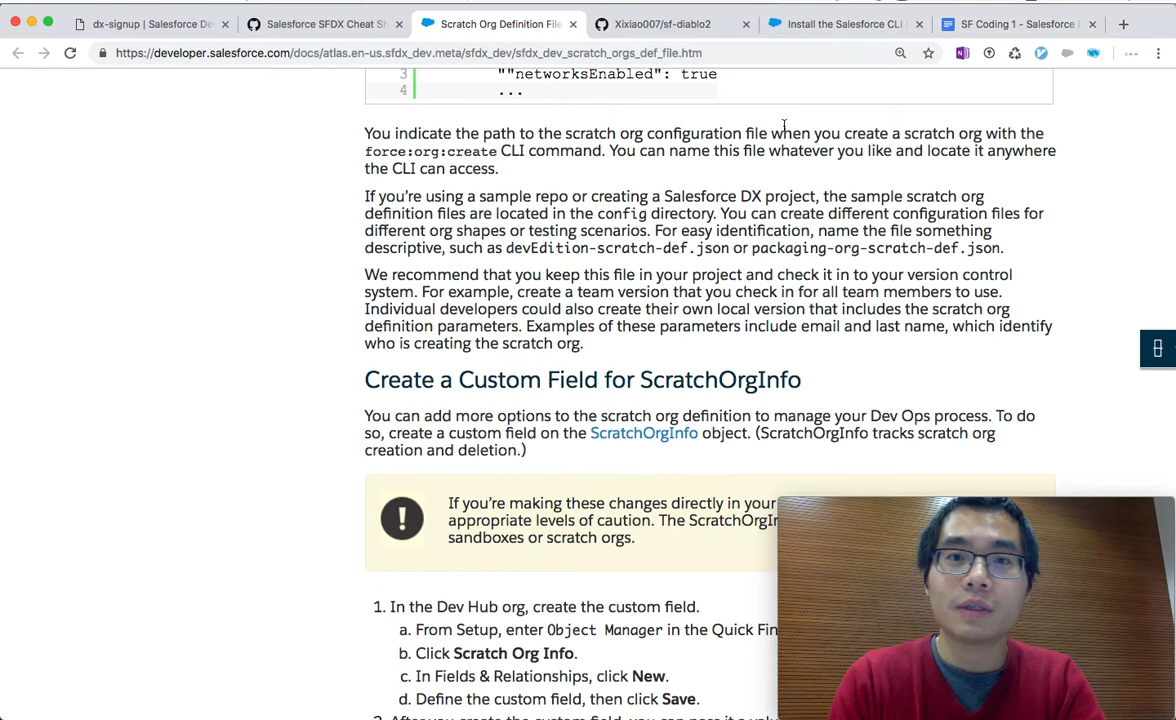 dx-signup | Salesforce De
Salesforce SFDX Cheat Sh
Scratch Org Definition File
Xixiao007/sf-diablo2
Install the Salesforce CLI
SF Coding 1 - Salesforce D
https://developer.salesforce.com/docs/atlas.en-us.sfdx_dev.meta/sfdx_dev/sfdx_dev_scratch_orgs_def_file.htm
3 ""networksEnabled": true
4 ...
You indicate the path to the scratch org configuration file when you create a scratch org with the
force:org:create CLI command. You can name this file whatever you like and locate it anywhere
the CLI can access.
If you're using a sample repo or creating a Salesforce DX project, the sample scratch org
definition files are located in the config directory. You can create different configuration files for
different org shapes or testing scenarios. For easy identification, name the file something
descriptive, such as devEdition-scratch-def.json or packaging-org-scratch-def.json.
We recommend that you keep this file in your project and check it in to your version control
system. For example, create a team version that you check in for all team members to use.
Individual developers could also create their own local version that includes the scratch org
definition parameters. Examples of these parameters include email and last name, which identify
who is creating the scratch org.
Create a Custom Field for ScratchOrgInfo
You can add more options to the scratch org definition to manage your Dev Ops process. To do
so, create a custom field on the ScratchOrgInfo object. (ScratchOrgInfo tracks scratch org
creation and deletion.)
If you're making these changes directly in your
appropriate levels of caution. The ScratchOrgIn
sandboxes or scratch orgs.
1. In the Dev Hub org, create the custom field.
a. From Setup, enter Object Manager in the Quick Fin
b. Click Scratch Org Info.
c. In Fields & Relationships, click New.
d. Define the custom field, then click Save.
2. After you create the custom field, you can pass it a valu